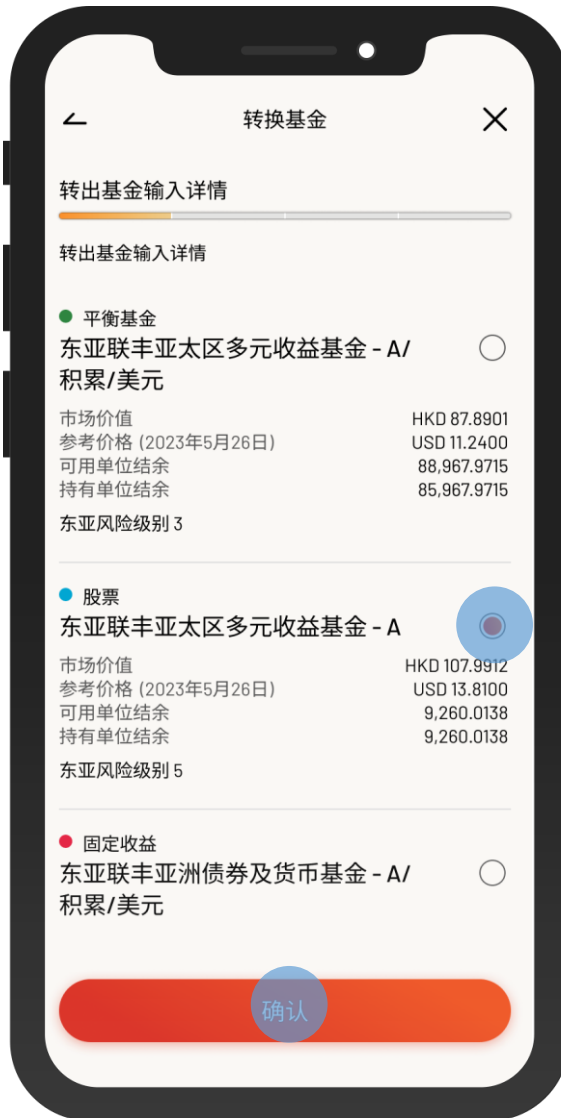 转换基金
转出基金输入详情
转出基金输入详情
平衡基金
东亚联丰亚太区多元收益基金 - A/
积累/美元
市场价值 HKD 87.8901
参考价格 (2023年5月26日) USD 11.2400
可用单位结余 88,967.9715
持有单位结余 85,967.9715
东亚风险级别 3
股票
东亚联丰亚太区多元收益基金 - A
市场价值 HKD 107.9912
参考价格 (2023年5月26日) USD 13.8100
可用单位结余 9,260.0138
持有单位结余 9,260.0138
东亚风险级别 5
固定收益
东亚联丰亚洲债券及货币基金 - A/
积累/美元
确认